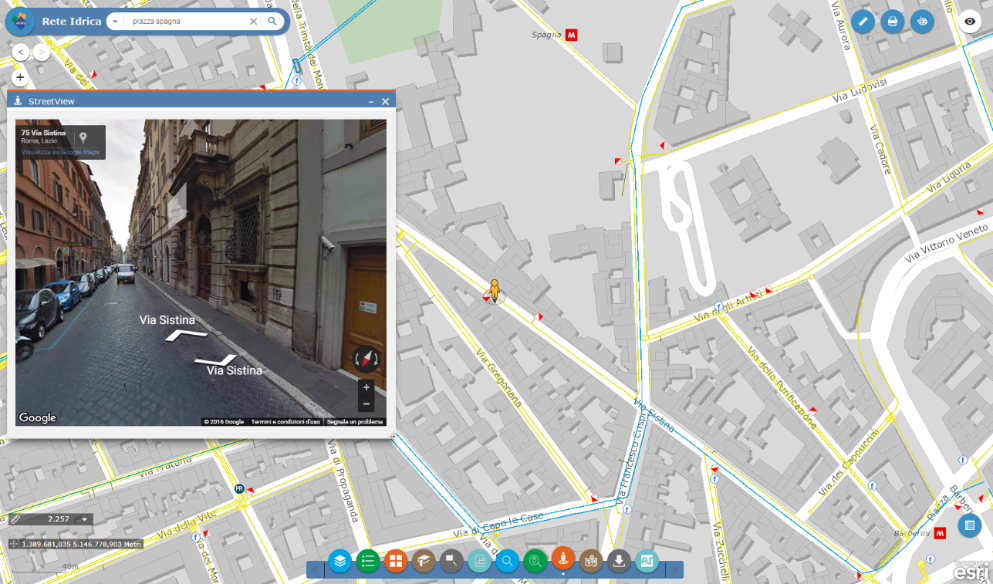 Rete Idrica
piazza spagna
StreetView
75 Via Sistina
Roma, Lazio
Visualizza su Google Maps
Via Sistina
Via Sistina
Google
© 2016 Google
Termini e condizioni d'uso
Segnala un problema
Spagna
M
Via Aurora
Via Ludovisi
Via Cadore
Via Liguria
Via Vittorio Veneto
Via degli Artisti
Via Gregoriana
Via della Purificazione
Via Sistina
Via Francesco Crispi
Via dei Cappuccini
Via di Propaganda
Via Frattina
PR
Via della Vite
Via di Capo le Case
Via Zucchelli
Piazza Barberini
Barberini
M
2.257
1.389.681,035 5.146.778,903 Metri
40m
esri